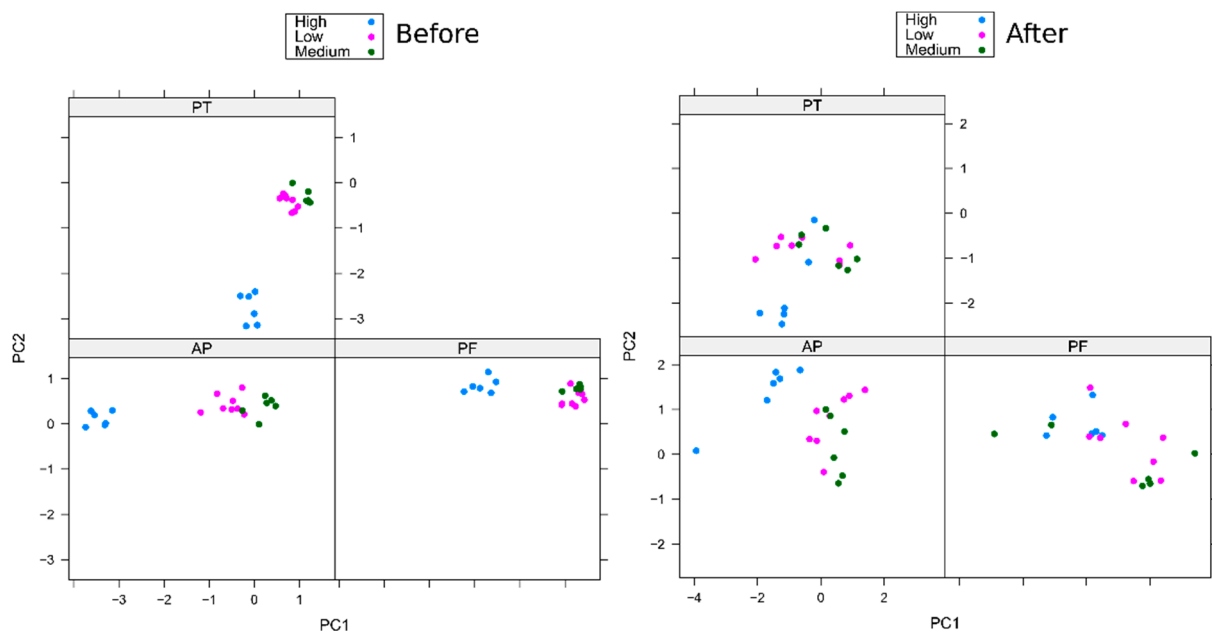 High
Low
Medium
Before
PT
1
0
−1
−2
−3
AP
PF
1
0
−1
−2
−3
−3 −2 −1 0 1
PC2
PC1
High
Low
Medium
After
PT
2
1
0
−1
−2
AP
PF
2
1
0
−1
−2
−4 −2 0 2
PC2
PC1